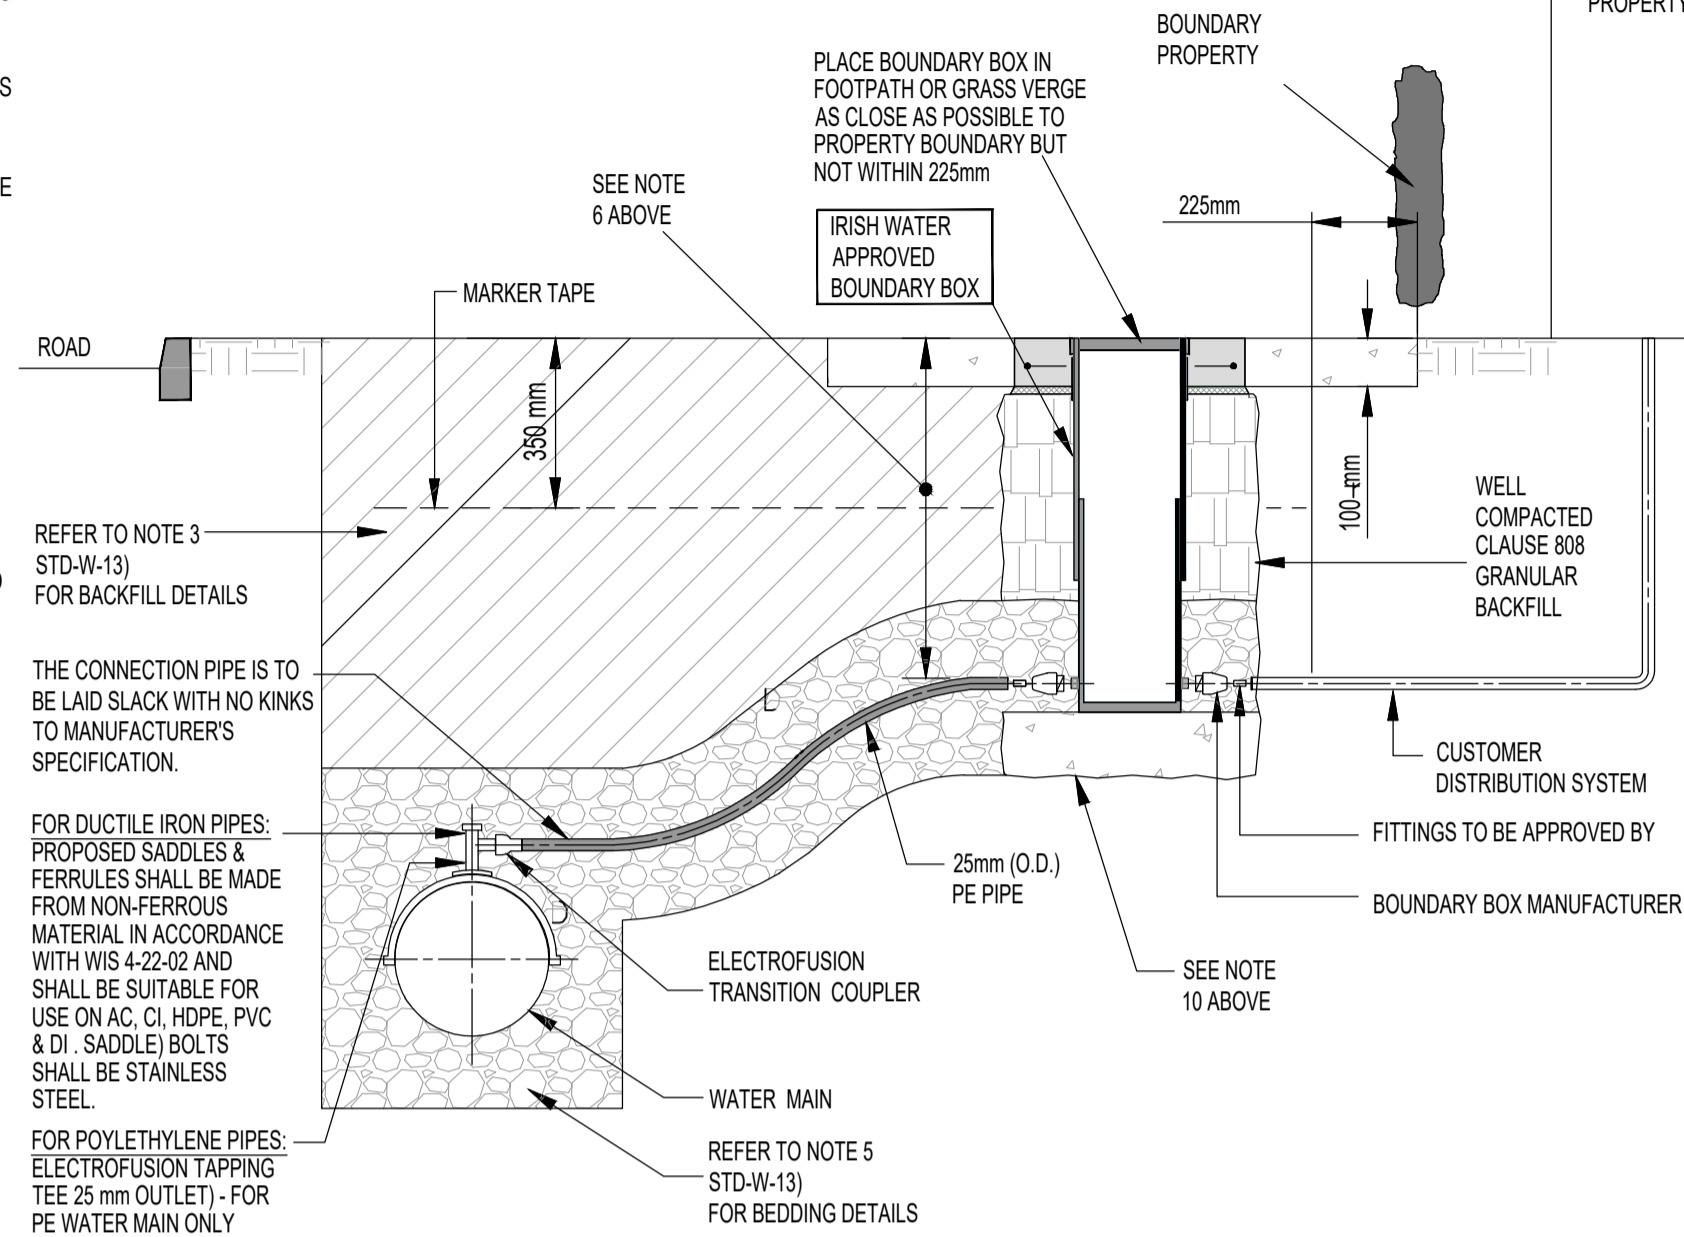 S
E
PROPERTY
BOUNDARY
PROPERTY
PLACE BOUNDARY BOX IN
FOOTPATH OR GRASS VERGE
AS CLOSE AS POSSIBLE TO
PROPERTY BOUNDARY BUT
NOT WITHIN 225mm
SEE NOTE
6 ABOVE
225mm
IRISH WATER
APPROVED
BOUNDARY BOX
MARKER TAPE
ROAD
350 mm
100 mm
WELL
COMPACTED
CLAUSE 808
GRANULAR
BACKFILL
REFER TO NOTE 3
STD-W-13)
FOR BACKFILL DETAILS
THE CONNECTION PIPE IS TO
BE LAID SLACK WITH NO KINKS
TO MANUFACTURER'S
SPECIFICATION.
CUSTOMER
DISTRIBUTION SYSTEM
FOR DUCTILE IRON PIPES:
PROPOSED SADDLES &
FERRULES SHALL BE MADE
FROM NON-FERROUS
MATERIAL IN ACCORDANCE
WITH WIS 4-22-02 AND
SHALL BE SUITABLE FOR
USE ON AC, CI, HDPE, PVC
& DI . SADDLE) BOLTS
SHALL BE STAINLESS
STEEL.
FITTINGS TO BE APPROVED BY
25mm (O.D.)
PE PIPE
BOUNDARY BOX MANUFACTURER
ELECTROFUSION
TRANSITION COUPLER
SEE NOTE
10 ABOVE
WATER MAIN
FOR POYLETHYLENE PIPES:
ELECTROFUSION TAPPING
TEE 25 mm OUTLET) - FOR
PE WATER MAIN ONLY
REFER TO NOTE 5
STD-W-13)
FOR BEDDING DETAILS